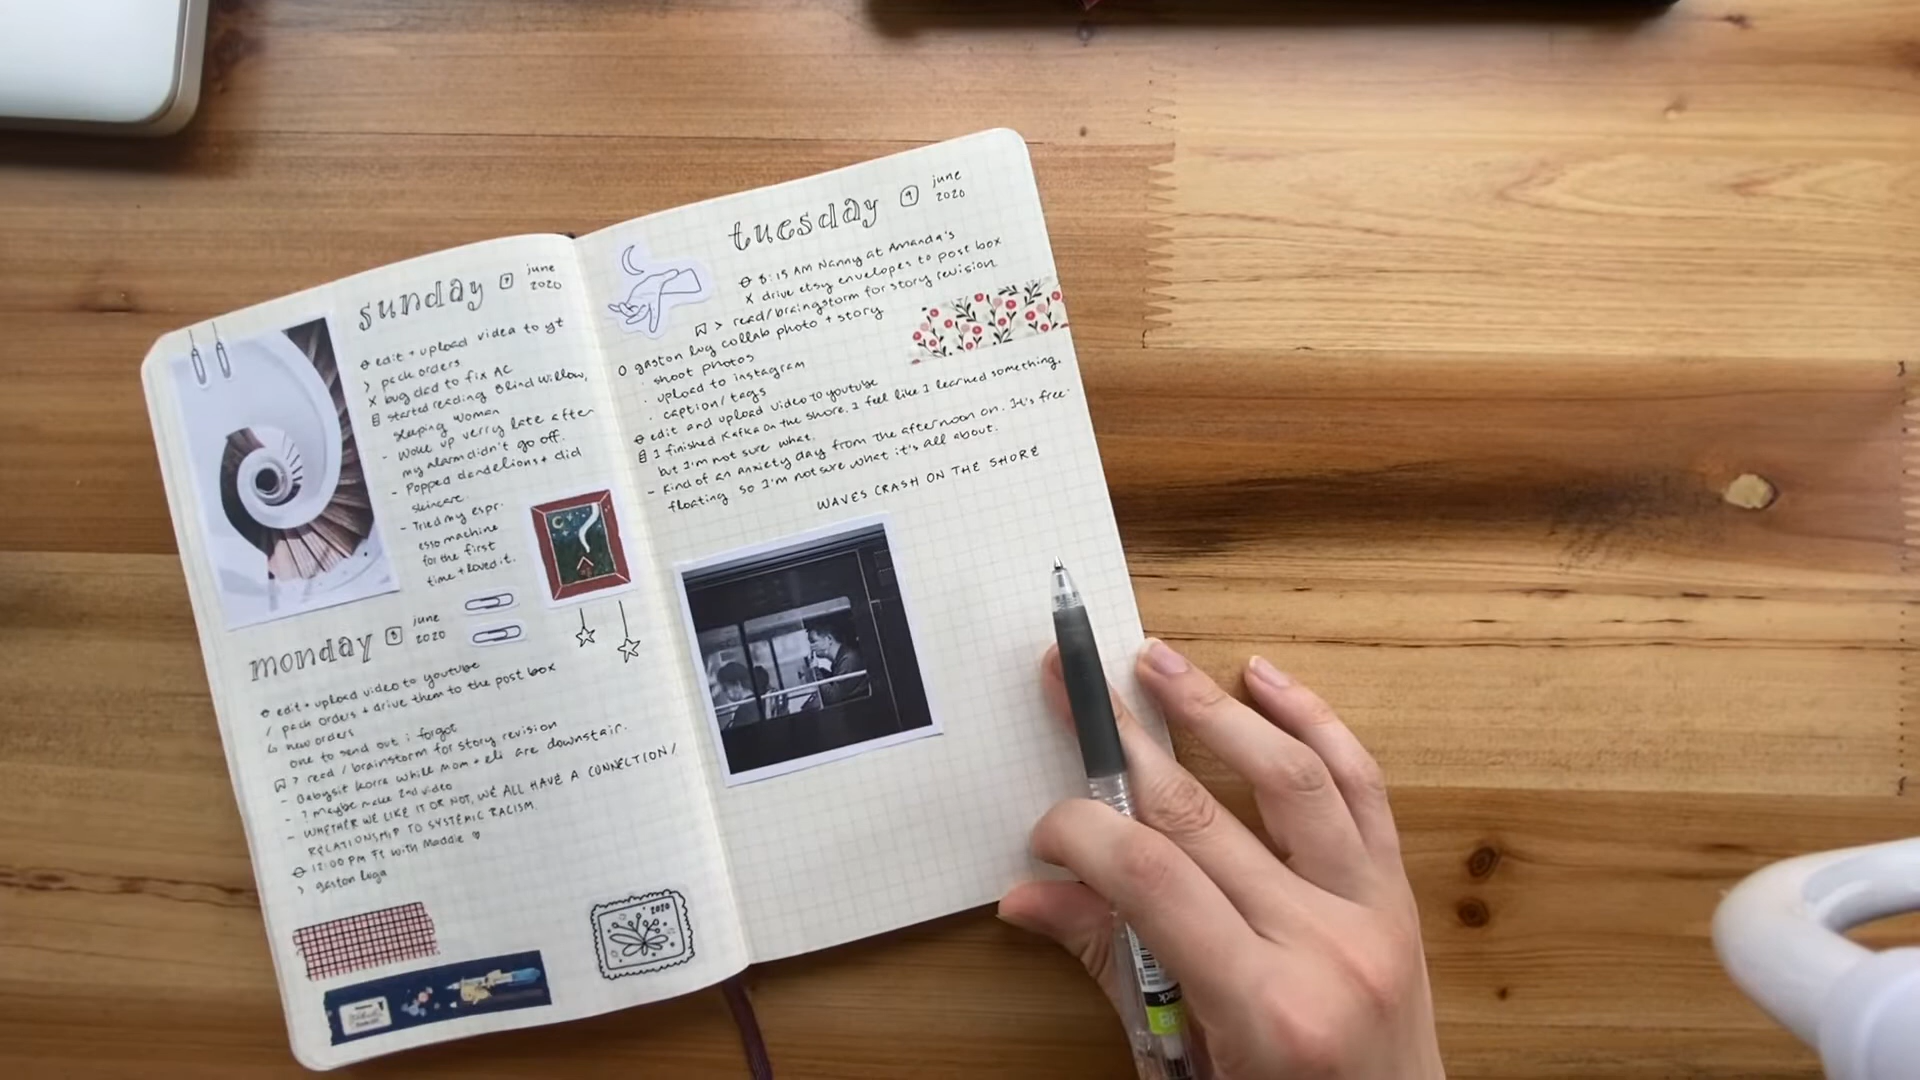 sunday 7 june
2020
⊖ edit + upload video to yt
> pack orders
x bug dad to fix AC
started reading Blind Willow,
sleeping woman
- Woke up verry late after
my alarm didn't go off.
- Popped dandelions + did
skincare.
- Tried my espr.
esso machine
for the first
time + loved it.
monday 8 june
2020
⊖ edit + upload video to youtube
/ pack orders + drive them to the post box
↳ new orders
one to send out i forgot
> read / brainstorm for story revision
- Babysit Korra while mom + eli are downstair.
- ? maybe make 2nd video
- WHETHER WE LIKE IT OR NOT, WE ALL HAVE A CONNECTION /
RELATIONSHIP TO SYSTEMIC RACISM.
⊖ 12:00 PM FT with Maddie ♡
> gaston luga
2020
tuesday 9 june
2020
⊖ 8:15 AM Nanny at Amanda's
x drive etsy envelopes to post box
> read/braingstorm for story revision
O gaston lug collab photo + story
· shoot photos
· upload to instagram
· caption/tags
⊖ edit and upload video to youtube
I finished Kafka on the shore. I feel like I learned something,
but I'm not sure what.
- Kind of an anxiety day from the afternoon on. It's free-
floating so I'm not sure what it's all about.
WAVES CRASH ON THE SHORE